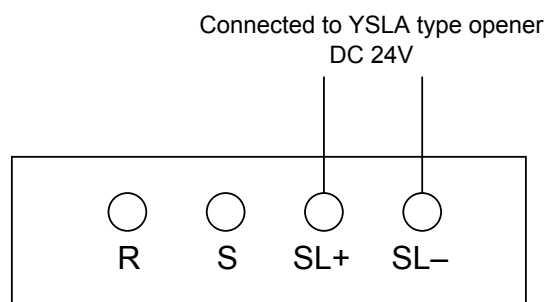 Connected to YSLA type opener
DC 24V
R S SL+ SL–